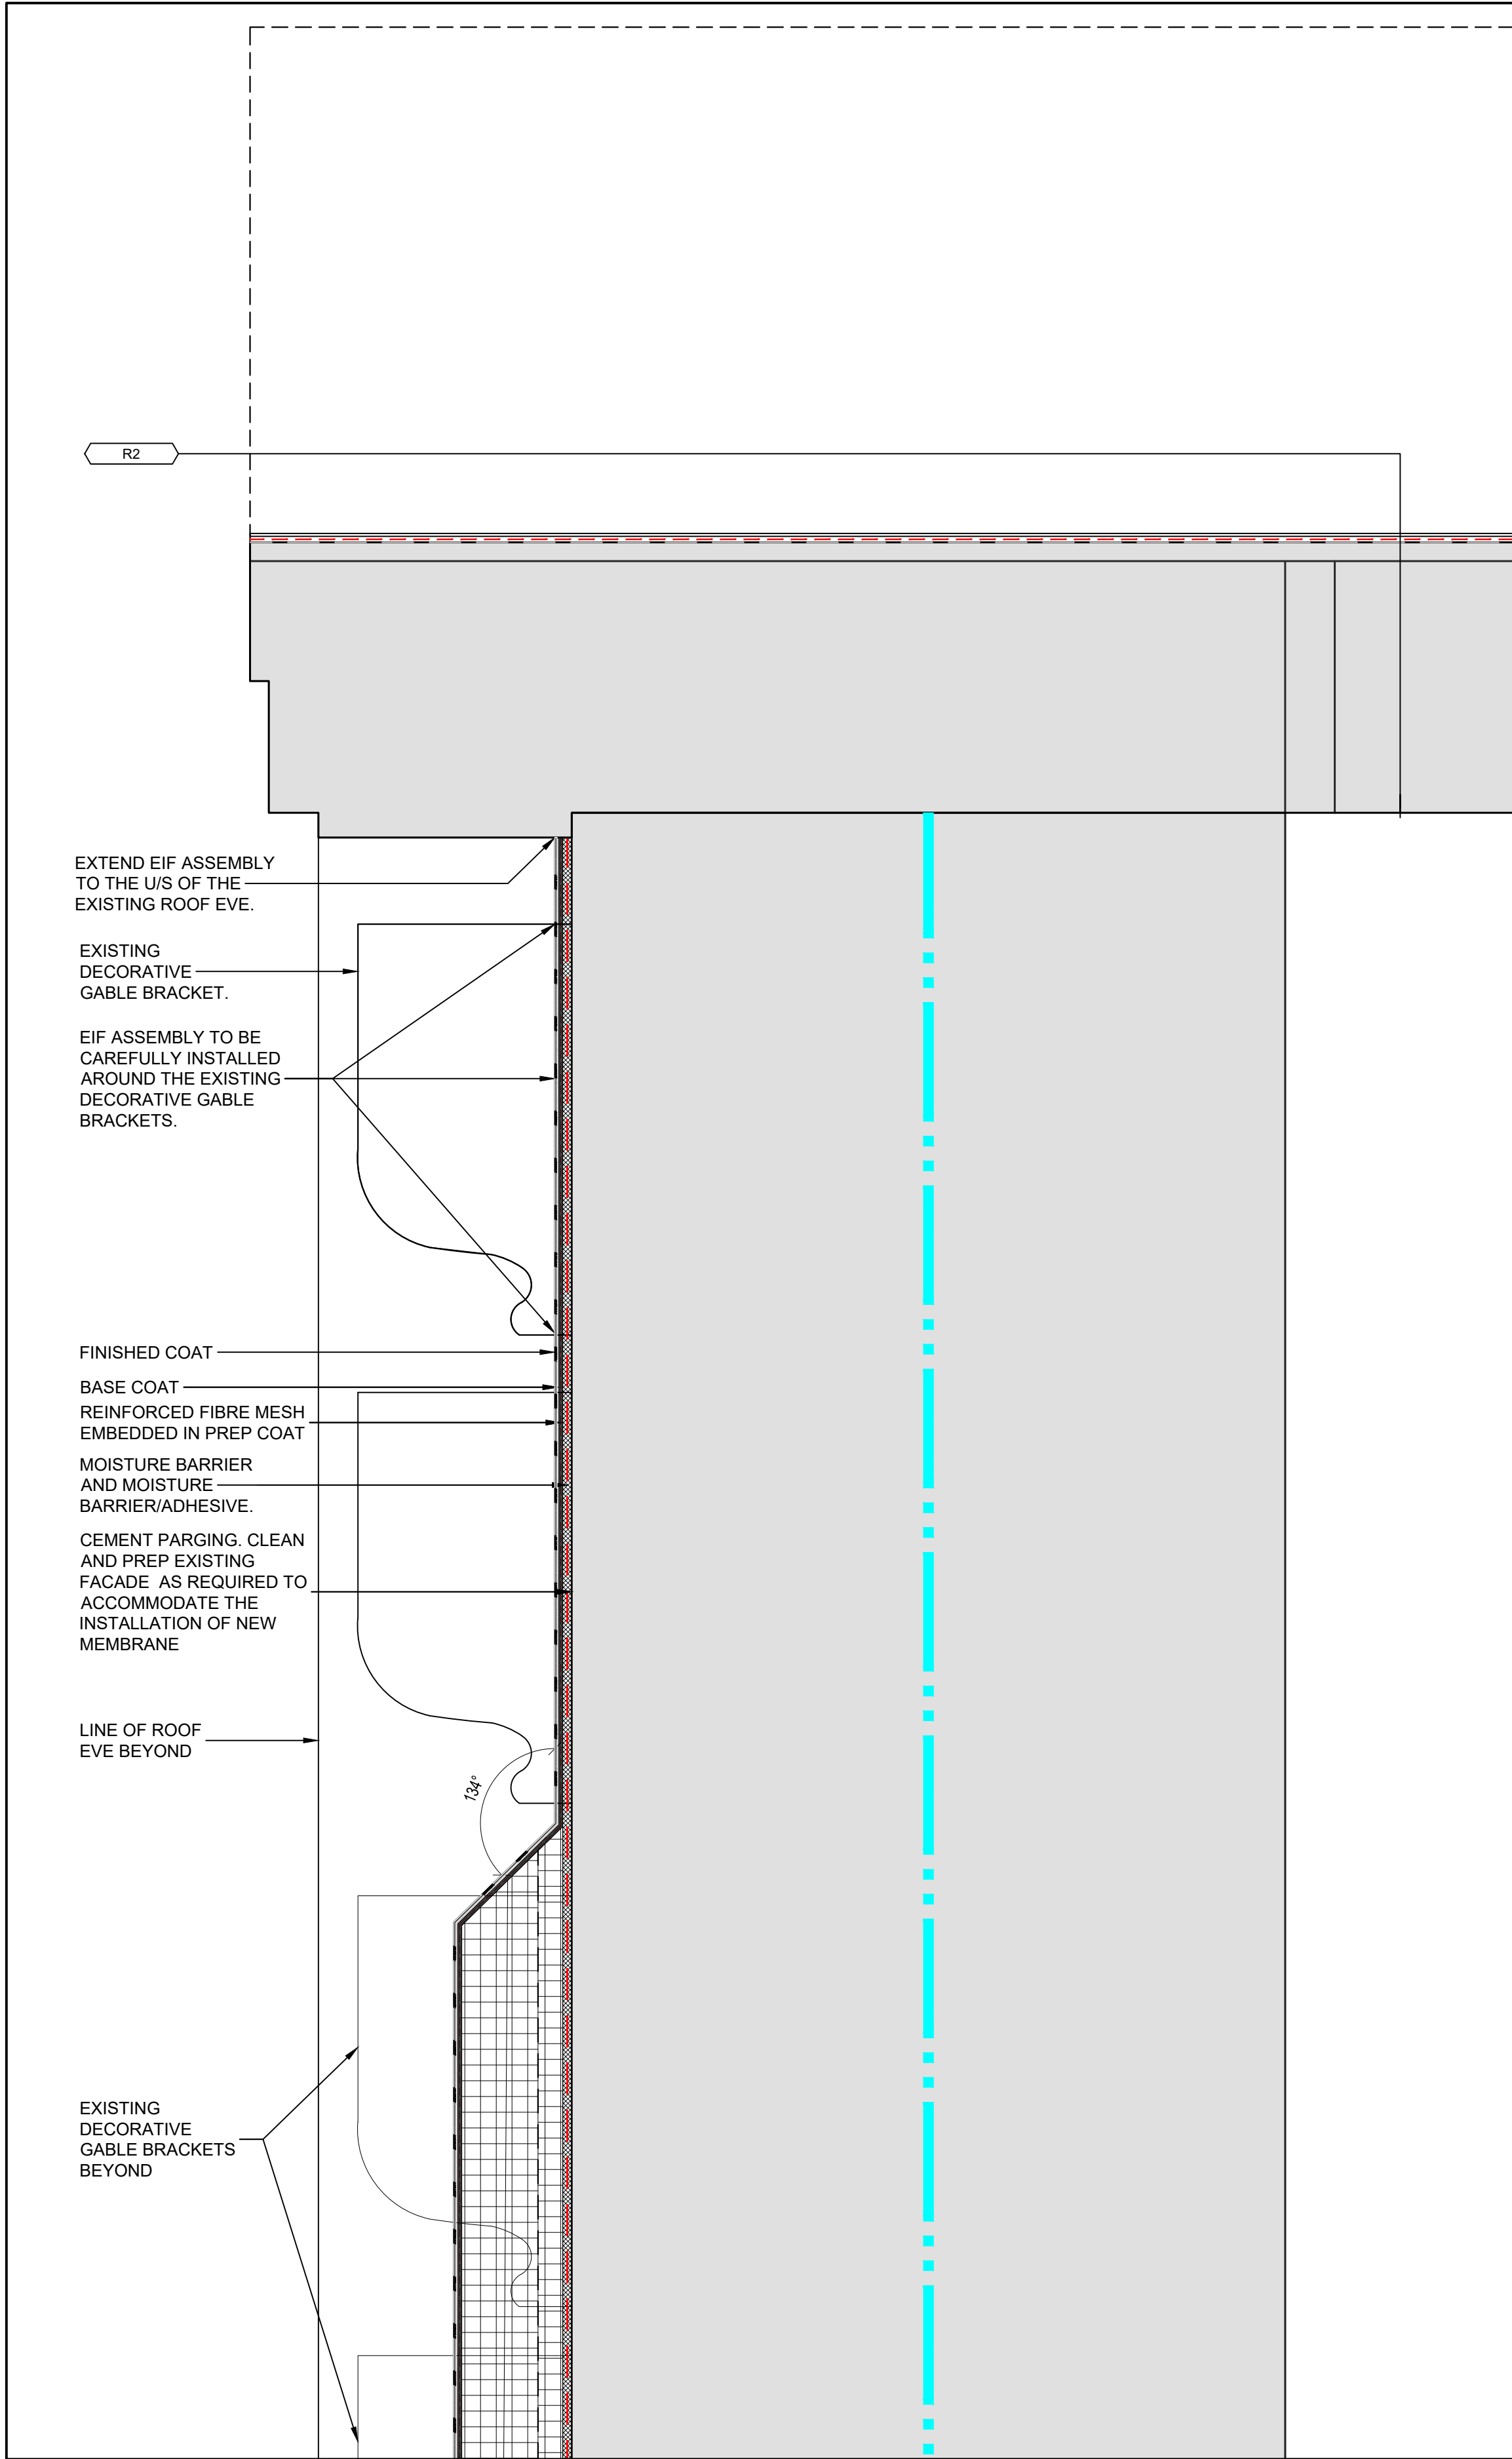 R2
EXTEND EIF ASSEMBLY
TO THE U/S OF THE
EXISTING ROOF EVE.
EXISTING
DECORATIVE
GABLE BRACKET.
EIF ASSEMBLY TO BE
CAREFULLY INSTALLED
AROUND THE EXISTING
DECORATIVE GABLE
BRACKETS.
FINISHED COAT
BASE COAT
REINFORCED FIBRE MESH
EMBEDDED IN PREP COAT
MOISTURE BARRIER
AND MOISTURE
BARRIER/ADHESIVE.
CEMENT PARGING. CLEAN
AND PREP EXISTING
FACADE AS REQUIRED TO
ACCOMMODATE THE
INSTALLATION OF NEW
MEMBRANE
LINE OF ROOF
EVE BEYOND
134°
EXISTING
DECORATIVE
GABLE BRACKETS
BEYOND